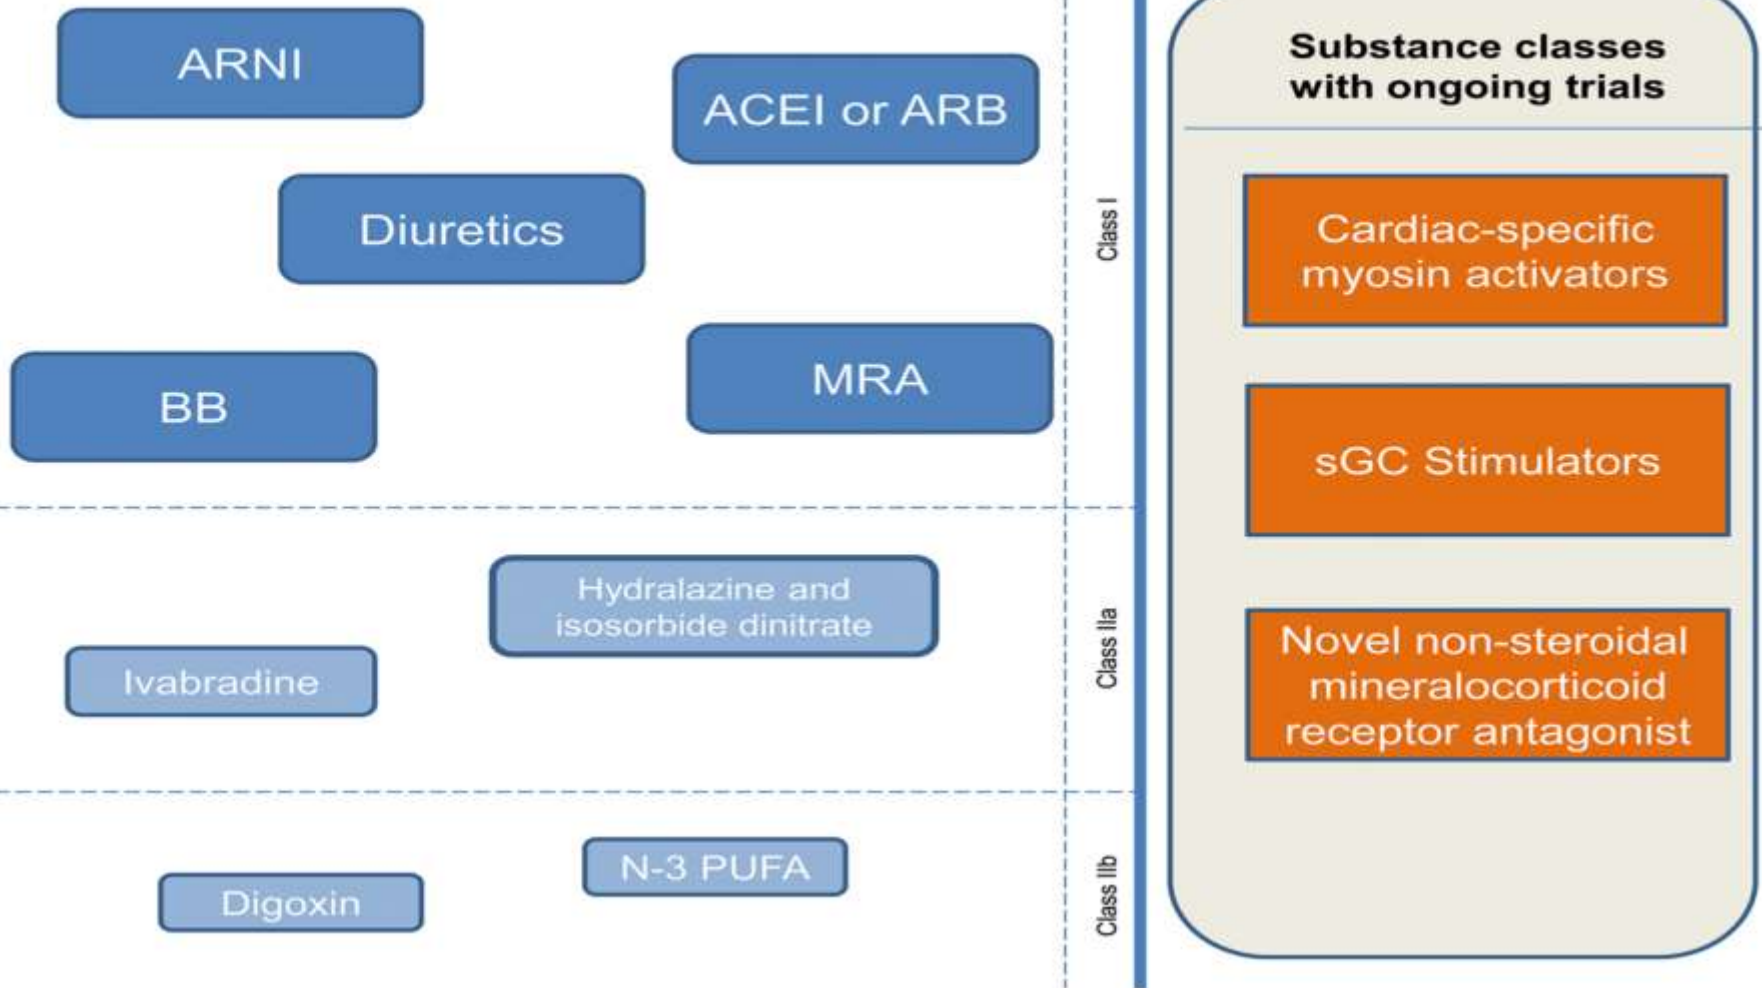 ARNI
ACEI or ARB
Diuretics
BB
MRA
Class I
Hydralazine and
isosorbide dinitrate
Ivabradine
Class IIa
N-3 PUFA
Digoxin
Class IIb
Substance classes
with ongoing trials
Cardiac-specific
myosin activators
sGC Stimulators
Novel non-steroidal
mineralocorticoid
receptor antagonist